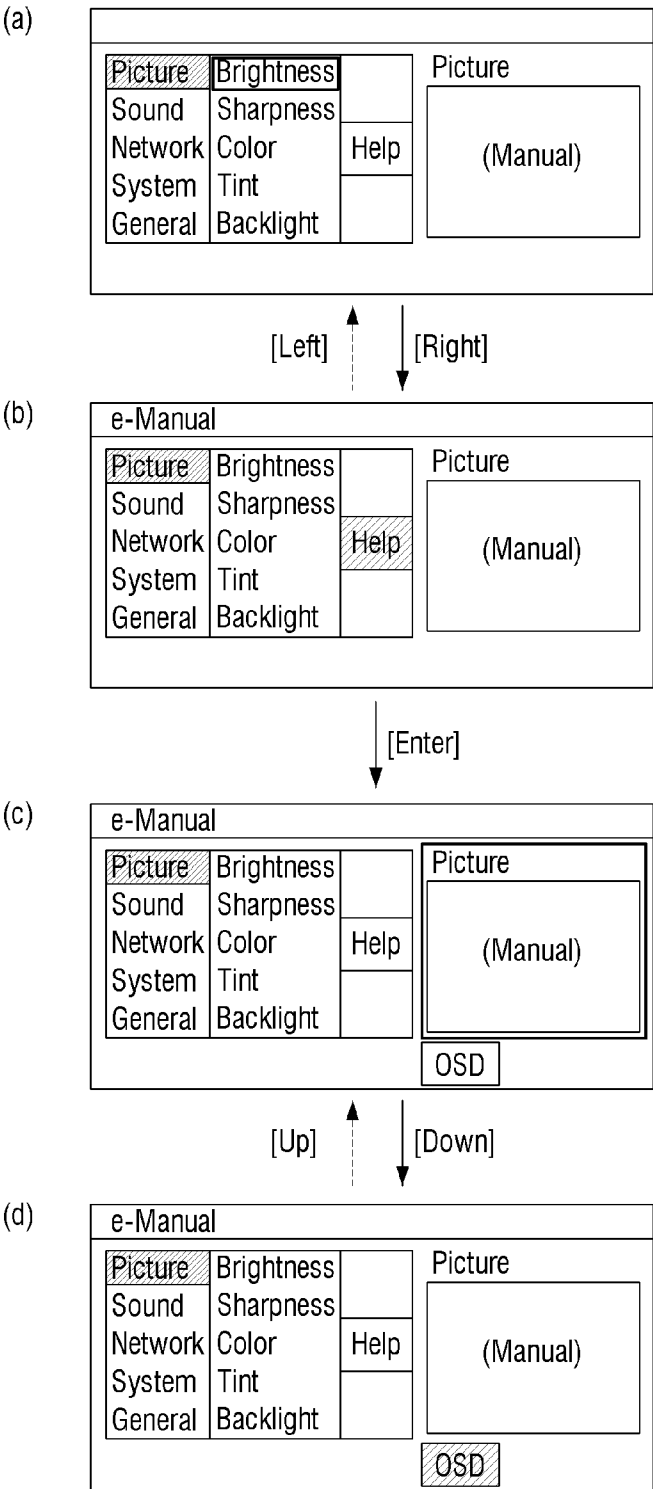 (a)
Picture Brightness Picture
Sound Sharpness
Network Color Help (Manual)
System Tint
General Backlight
[Left] [Right]
(b)
e-Manual
Picture Brightness Picture
Sound Sharpness
Network Color Help (Manual)
System Tint
General Backlight
[Enter]
(c)
e-Manual
Picture Brightness Picture
Sound Sharpness
Network Color Help (Manual)
System Tint
General Backlight
OSD
[Up] [Down]
(d)
e-Manual
Picture Brightness Picture
Sound Sharpness
Network Color Help (Manual)
System Tint
General Backlight
OSD